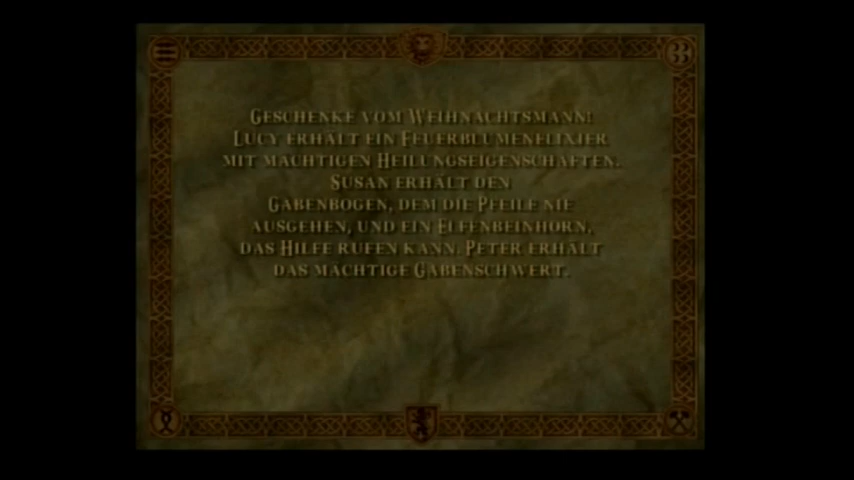 Geschenke vom Weihnachtsmann!
Lucy erhält ein Feuerblumenelixier
mit mächtigen Heilungseigenschaften.
Susan erhält den
Gabenbogen, dem die Pfeile nie
ausgehen, und ein Elfenbeinhorn,
das Hilfe rufen kann. Peter erhält
das mächtige Gabenschwert.